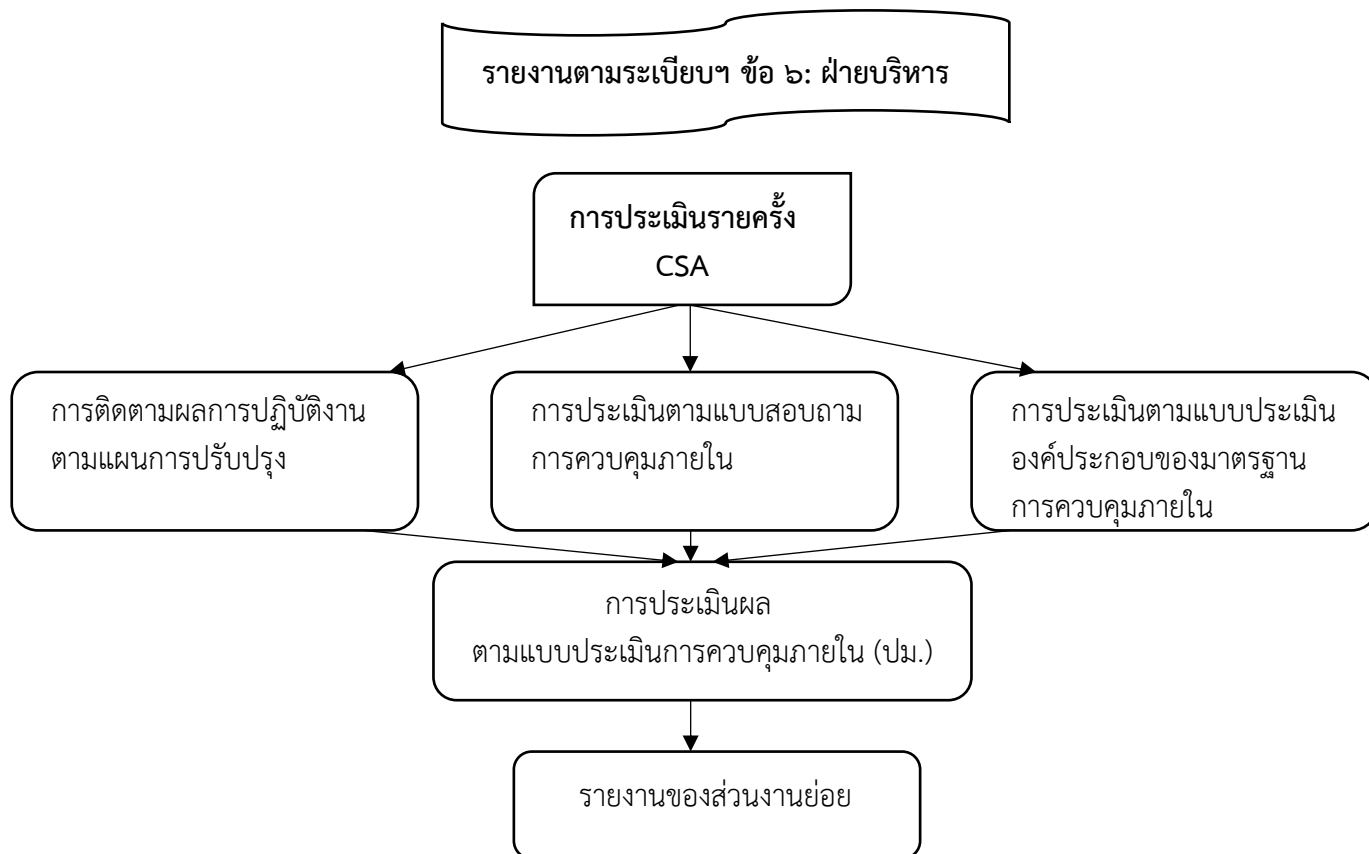 รายงานตามระเบียบฯ ข้อ ๖: ฝ่ายบริหาร
การประเมินรายครั้ง
CSA
การติดตามผลการปฏิบัติงาน
ตามแผนการปรับปรุง
การประเมินตามแบบสอบถาม
การควบคุมภายใน
การประเมินตามแบบประเมิน
องค์ประกอบของมาตรฐาน
การควบคุมภายใน
การประเมินผล
ตามแบบประเมินการควบคุมภายใน (ปม.)
รายงานของส่วนงานย่อย